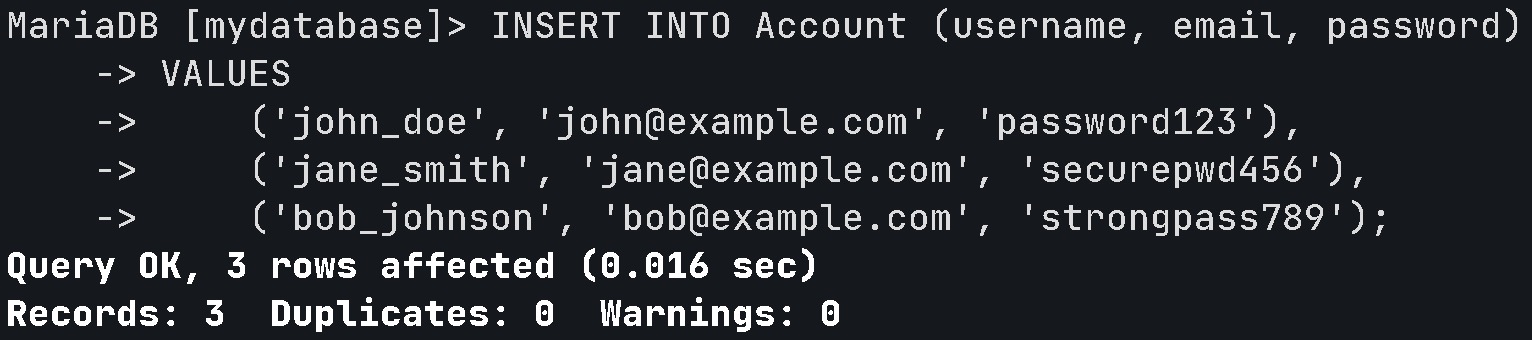 MariaDB [mydatabase]> INSERT INTO Account (username, email, password)
    -> VALUES
    ->     ('john_doe', 'john@example.com', 'password123'),
    ->     ('jane_smith', 'jane@example.com', 'securepwd456'),
    ->     ('bob_johnson', 'bob@example.com', 'strongpass789');
Query OK, 3 rows affected (0.016 sec)
Records: 3  Duplicates: 0  Warnings: 0